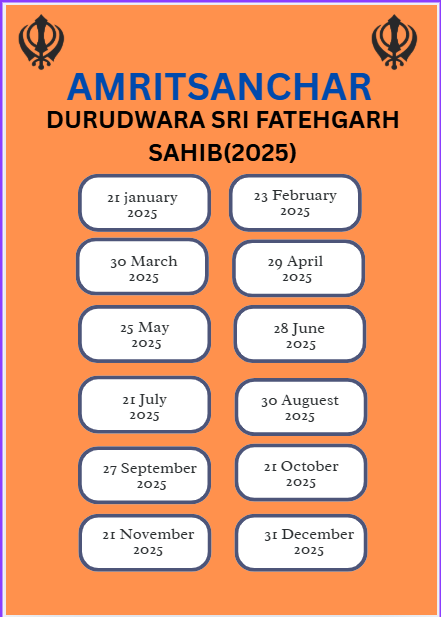 AMRITSANCHAR
DURUDWARA SRI FATEHGARH
SAHIB(2025)
21 january
2025
23 February
2025
30 March
2025
29 April
2025
25 May
2025
28 June
2025
21 July
2025
30 Auguest
2025
27 September
2025
21 October
2025
21 November
2025
31 December
2025